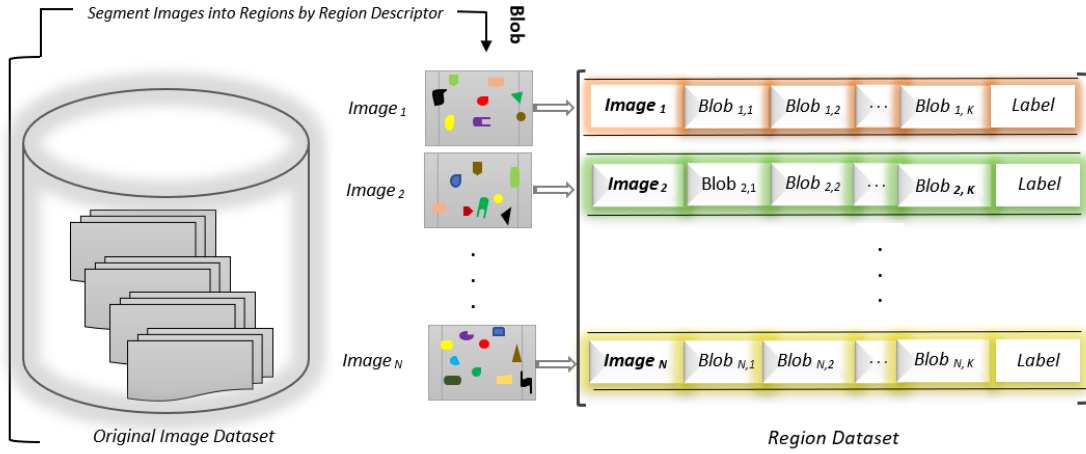 Segment Images into Regions by Region Descriptor
Blob
Image 1
Image 1 Blob 1,1 Blob 1,2 ... Blob 1, K Label
Image 2
Image 2 Blob 2,1 Blob 2,2 ... Blob 2, K Label
Image N
Image N Blob N,1 Blob N,2 ... Blob N, K Label
Original Image Dataset
Region Dataset